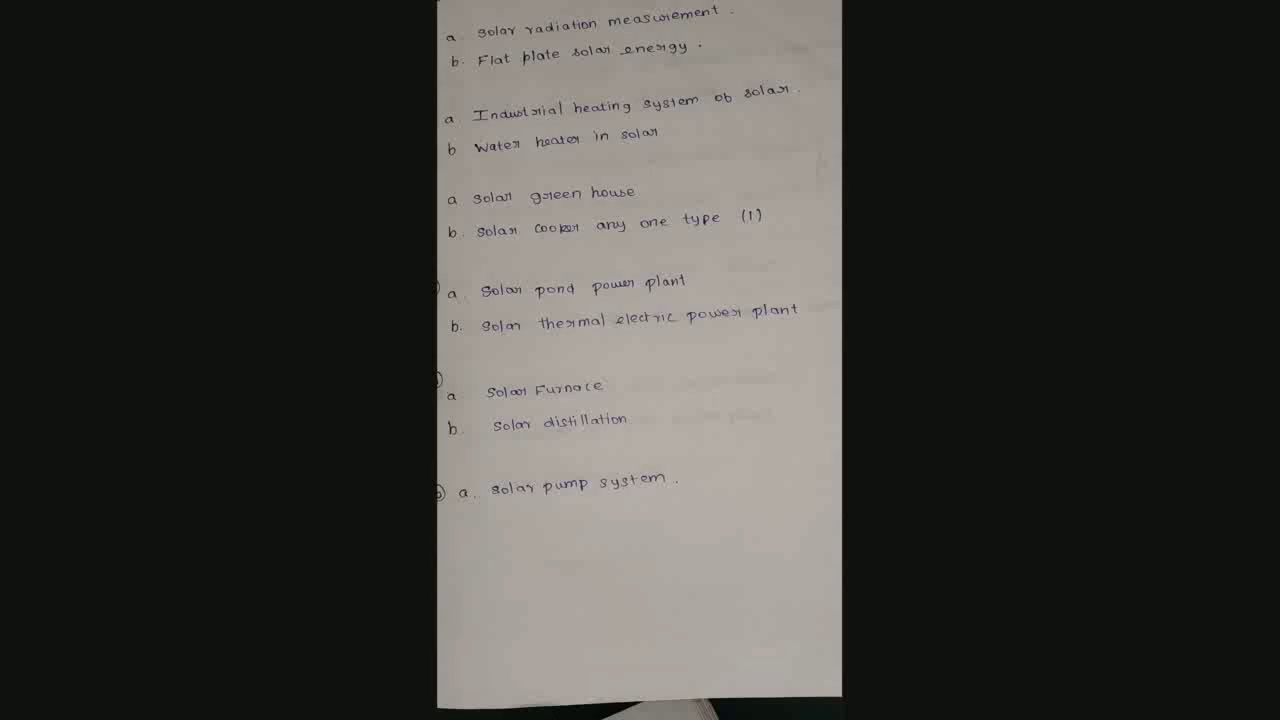 a. Solar radiation measurement.
b. Flat plate solar energy.
a. Industrial heating system of solar.
b Water heater in solar
a solar green house
b. solar cooker any one type (1)
a. Solar pond power plant
b. Solar thermal electric power plant
a Solar Furnace
b. Solar distillation
a. Solar pump system.